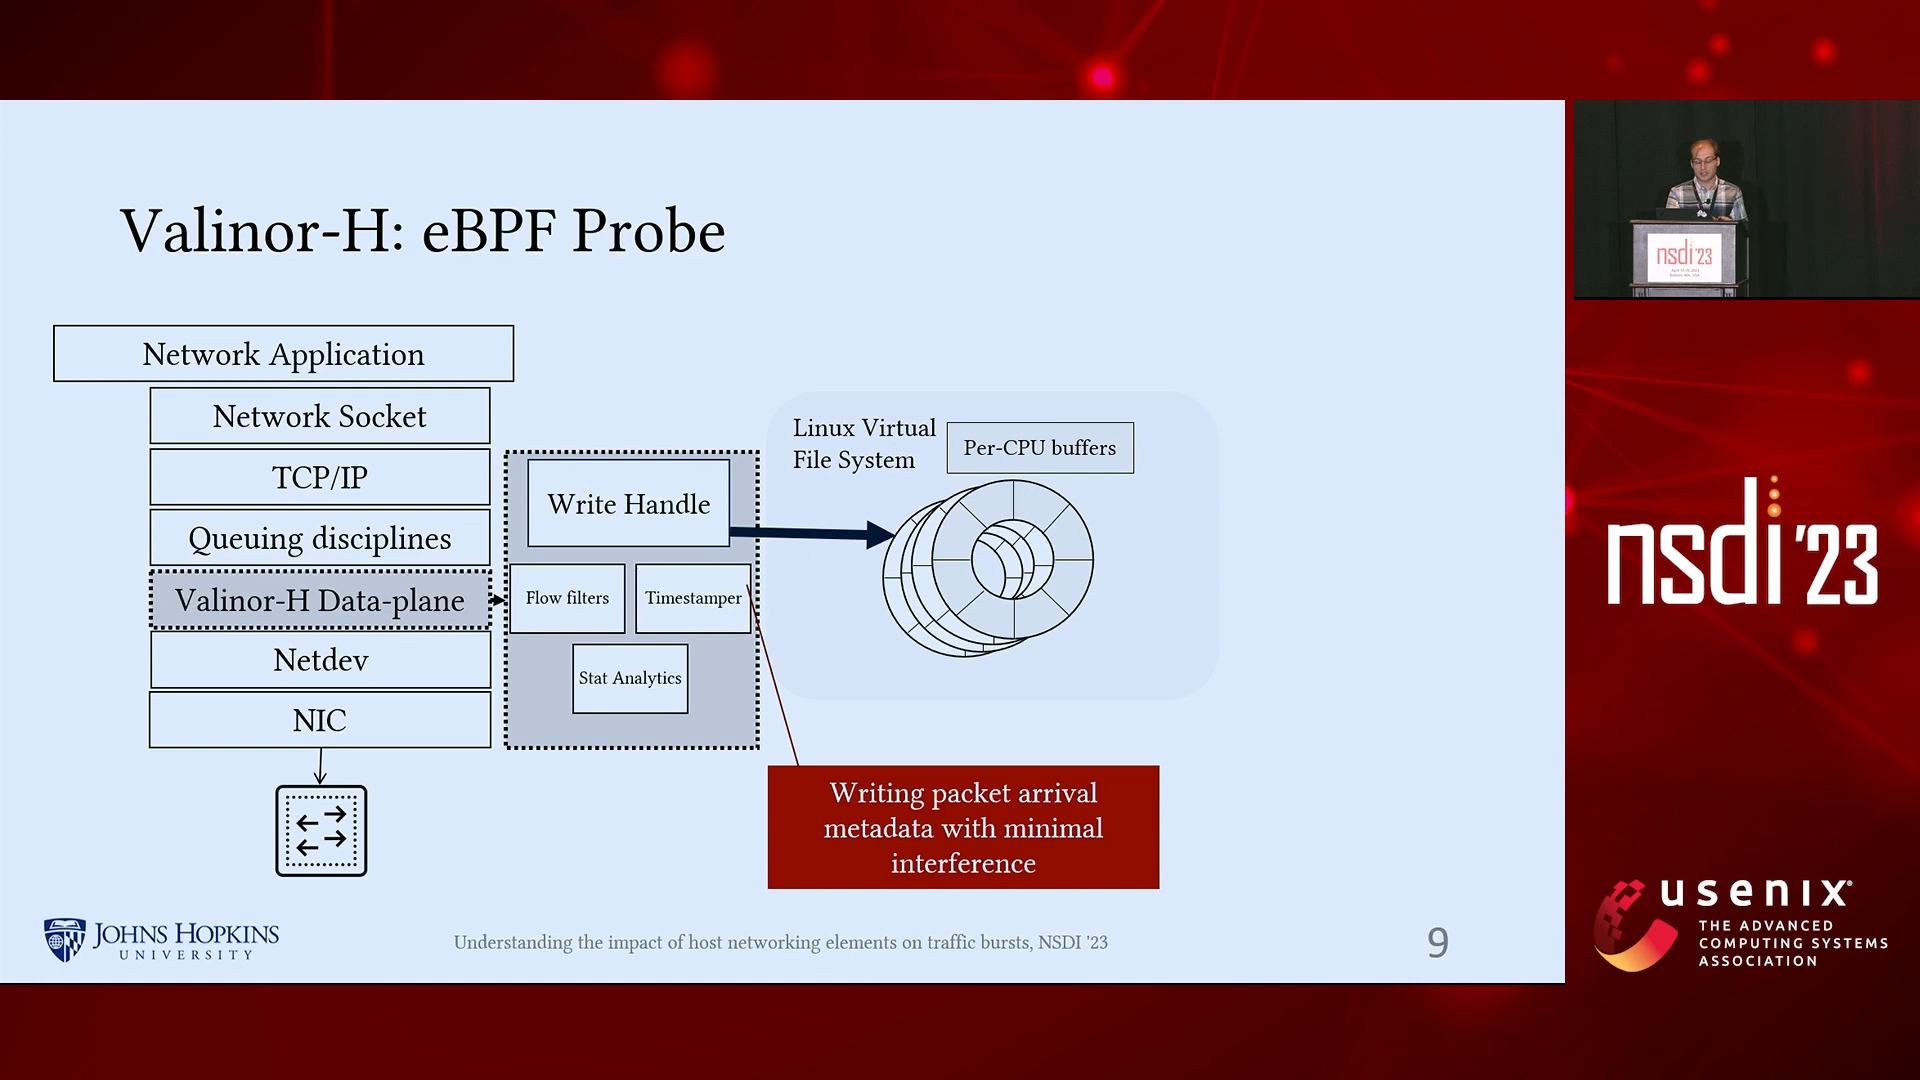 Valinor-H: eBPF Probe
Network Application
Network Socket
TCP/IP
Queuing disciplines
Valinor-H Data-plane
Netdev
NIC
Write Handle
Flow filters
Timestamper
Stat Analytics
Linux Virtual
File System
Per-CPU buffers
Writing packet arrival
metadata with minimal
interference
JOHNS HOPKINS
UNIVERSITY
Understanding the impact of host networking elements on traffic bursts, NSDI '23
9
nsdi '23
nsdi '23
usenix®
THE ADVANCED
COMPUTING SYSTEMS
ASSOCIATION